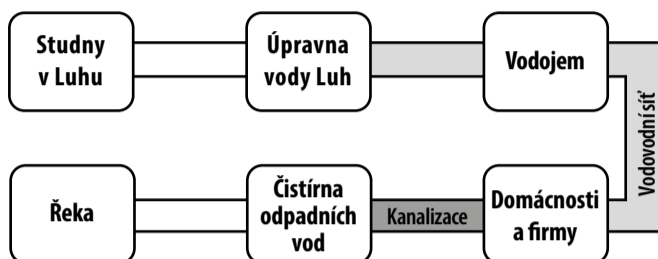 Studny
v Luhu
Úpravna
vody Luh
Vodojem
Vodovodní síť
Řeka
Čistírna
odpadních
vod
Kanalizace
Domácnosti
a firmy